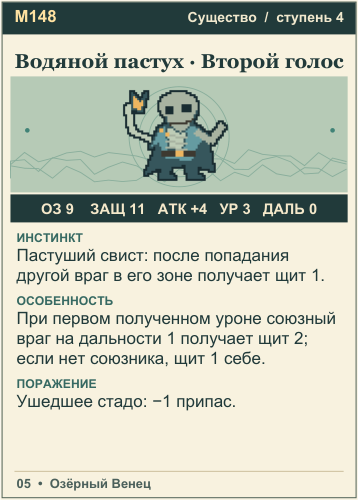 M148
Существо / ступень 4
Водяной пастух · Второй голос
ОЗ 9 ЗАЩ 11 АТК +4 УР 3 ДАЛЬ 0
ИНСТИНКТ
Пастуший свист: после попадания
другой враг в его зоне получает щит 1.
ОСОБЕННОСТЬ
При первом полученном уроне союзный
враг на дальности 1 получает щит 2;
если нет союзника, щит 1 себе.
ПОРАЖЕНИЕ
Ушедшее стадо: −1 припас.
05 • Озёрный Венец